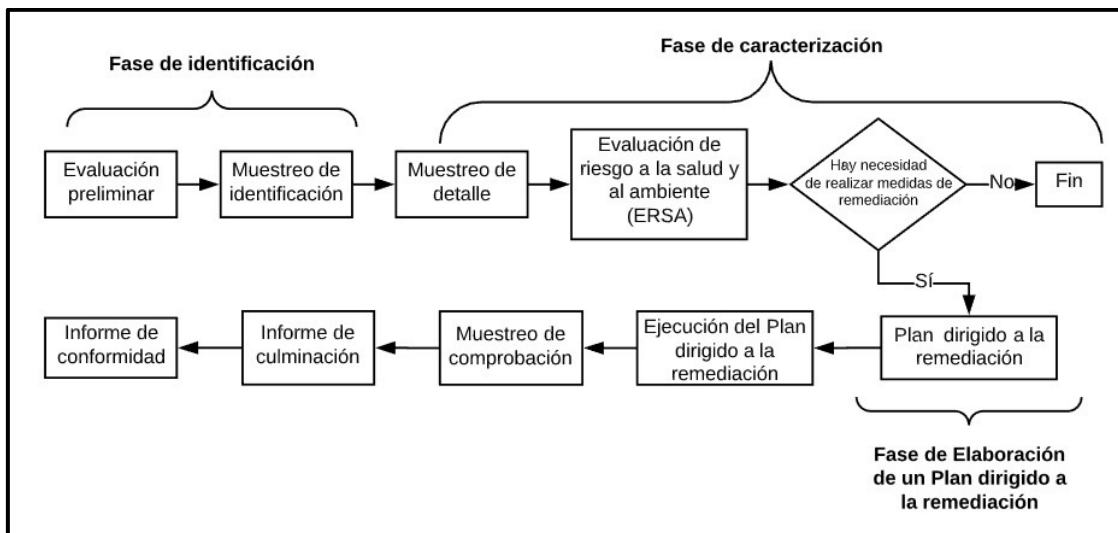 Fase de identificación
Fase de caracterización
Evaluación
preliminar
Muestreo de
identificación
Muestreo de
detalle
Evaluación de
riesgo a la salud y
al ambiente
(ERSA)
Hay necesidad
de realizar medidas de
remediación
No
Fin
Sí
Informe de
conformidad
Informe de
culminación
Muestreo de
comprobación
Ejecución del Plan
dirigido a la
remediación
Plan dirigido a la
remediación
Fase de Elaboración
de un Plan dirigido a
la remediación